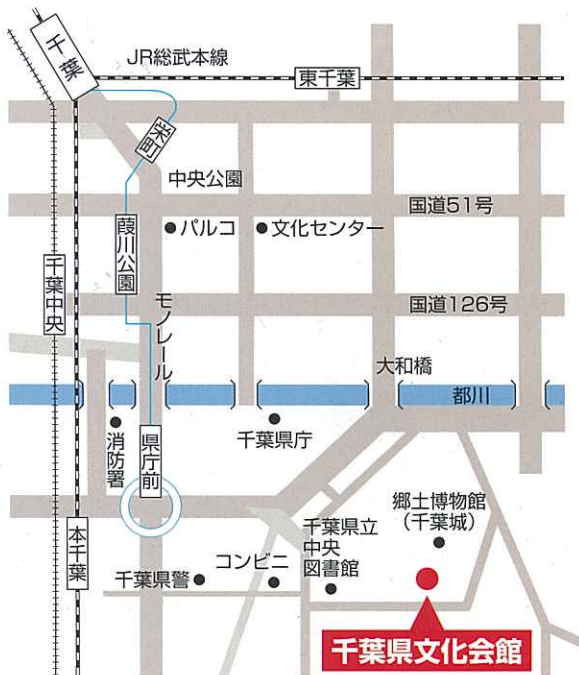 千葉
JR総武本線
東千葉
栄町
中央公園
国道51号
パルコ
文化センター
葭川公園
千葉中央
モノレール
国道126号
大和橋
都川
千葉県庁
消防署
県庁前
本千葉
郷土博物館
(千葉城)
千葉県立
中央
図書館
コンビニ
千葉県警
千葉県文化会館